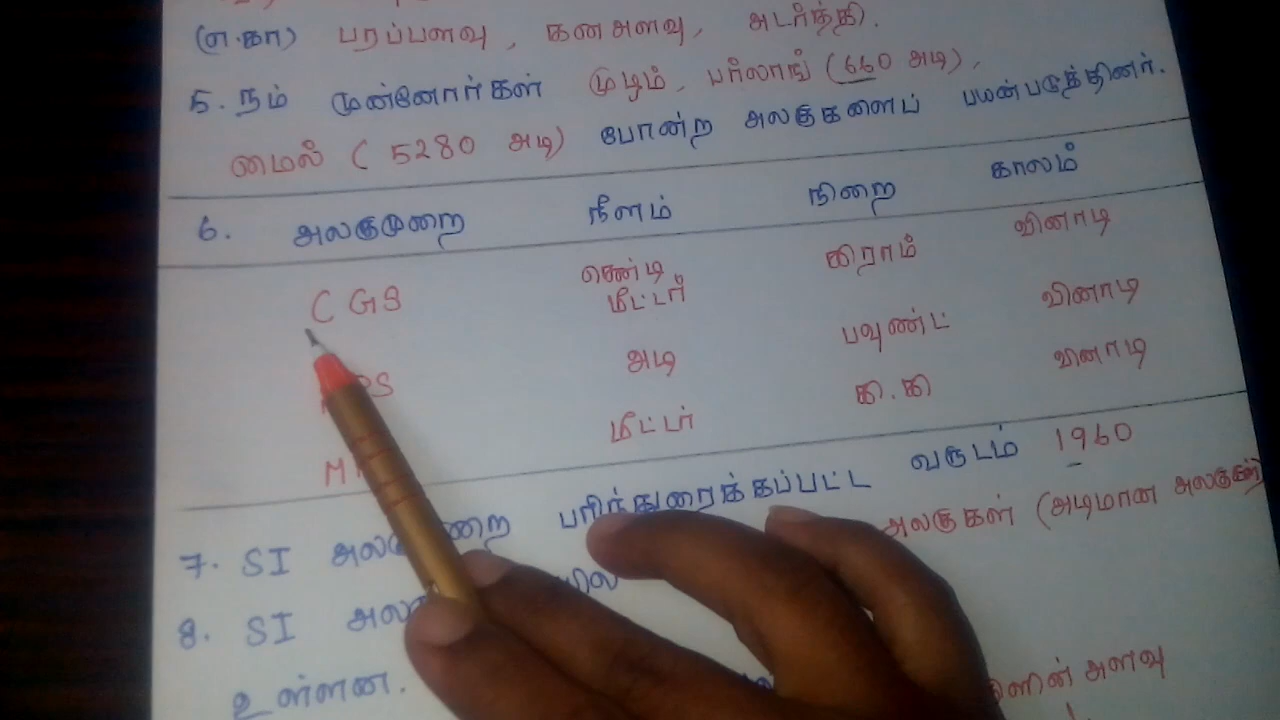 (எ.கா) பரப்பளவு, கனஅளவு, அடர்த்தி.
5. நம் முன்னோர்கள் முழம், பர்லாங் (660 அடி),
மைல் (5280 அடி) போன்ற அலகுகளைப் பயன்படுத்தினர்.
6. அலகுமுறை நீளம் நிறை காலம்
CGS செண்டி மீட்டர் கிராம் வினாடி
அடி பவுண்ட் வினாடி
மீட்டர் கி.கி வினாடி
7. SI பரிந்துரைக்கப்பட்ட வருடம் 1960
8. SI அலகுகள் (அடிமான அலகுகள்)
உள்ளன. அளவு